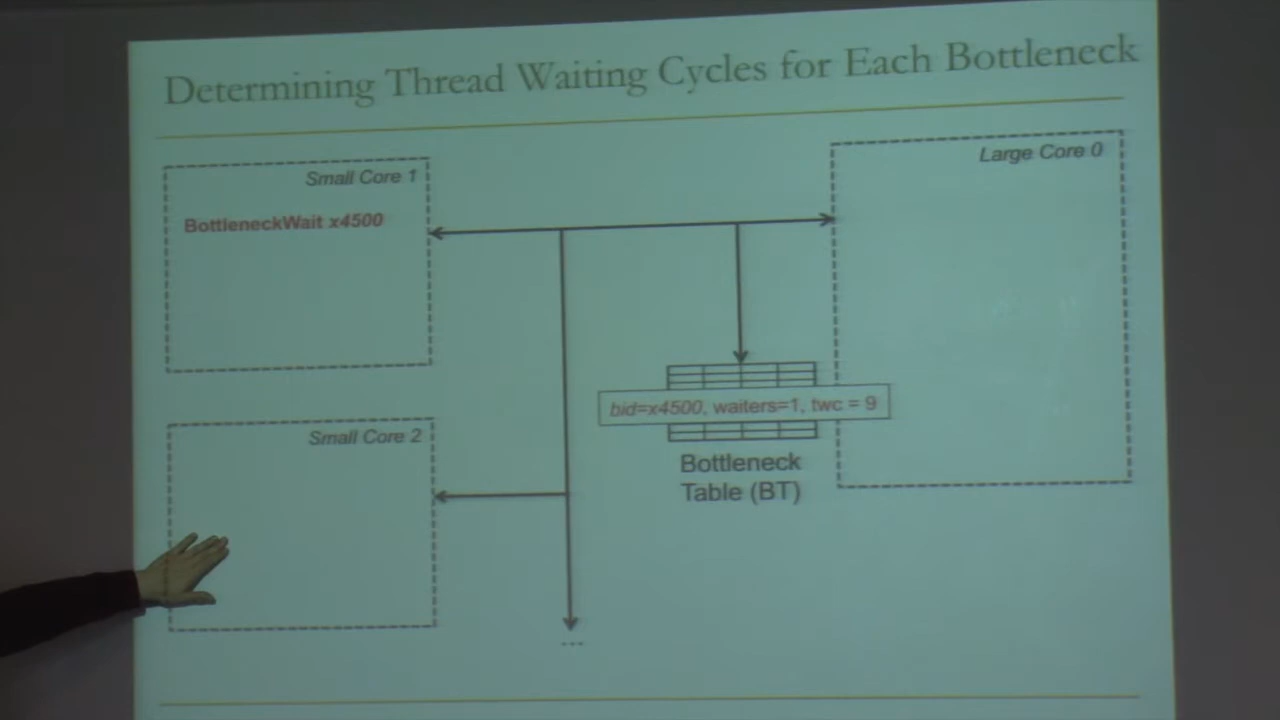 Determining Thread Waiting Cycles for Each Bottleneck
Small Core 1
Large Core 0
BottleneckWait x4500
bid=x4500, waiters=1, twc = 9
Small Core 2
Bottleneck
Table (BT)
...